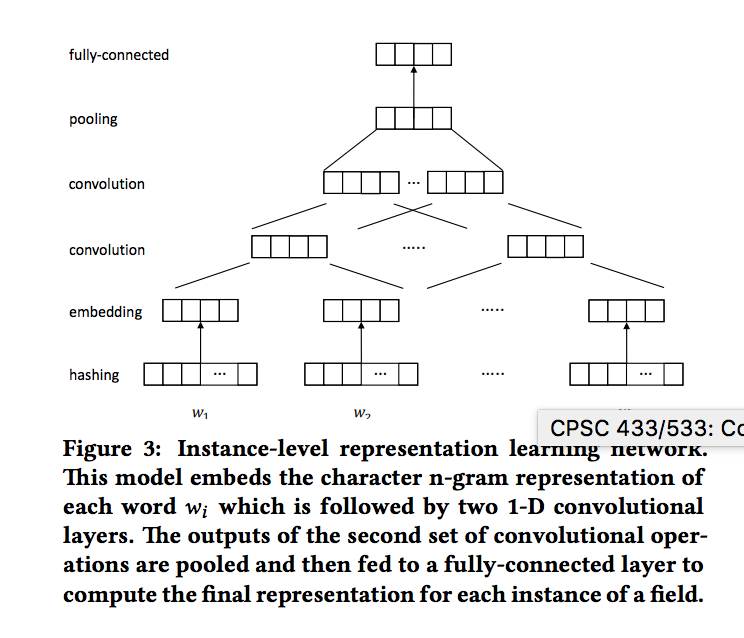 fully-connected
pooling
convolution
...
convolution
.....
embedding
.....
hashing
... ... ..... ...
w₁ w₂
CPSC 433/533: Co
Figure 3: Instance-level representation learning network.
This model embeds the character n-gram representation of
each word wᵢ which is followed by two 1-D convolutional
layers. The outputs of the second set of convolutional oper-
ations are pooled and then fed to a fully-connected layer to
compute the final representation for each instance of a field.